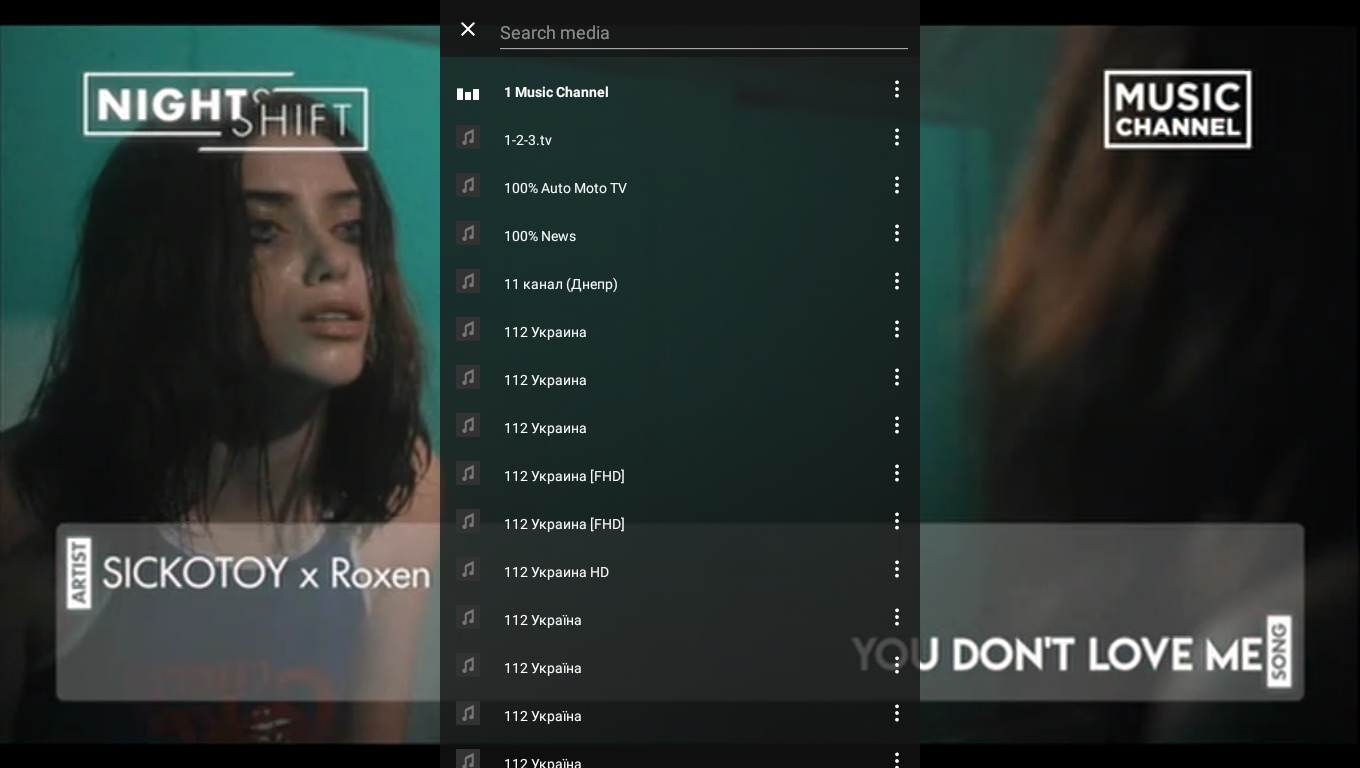 Search media
NIGHT
SHIFT
MUSIC
CHANNEL
1 Music Channel
1-2-3.tv
100% Auto Moto TV
100% News
11 канал (Днепр)
112 Украина
112 Украина
112 Украина
112 Украина [FHD]
112 Украина [FHD]
112 Украина HD
112 Україна
112 Україна
112 Україна
112 Україна
ARTIST
SICKOTOY x Roxen
YOU DON'T LOVE ME
SONG